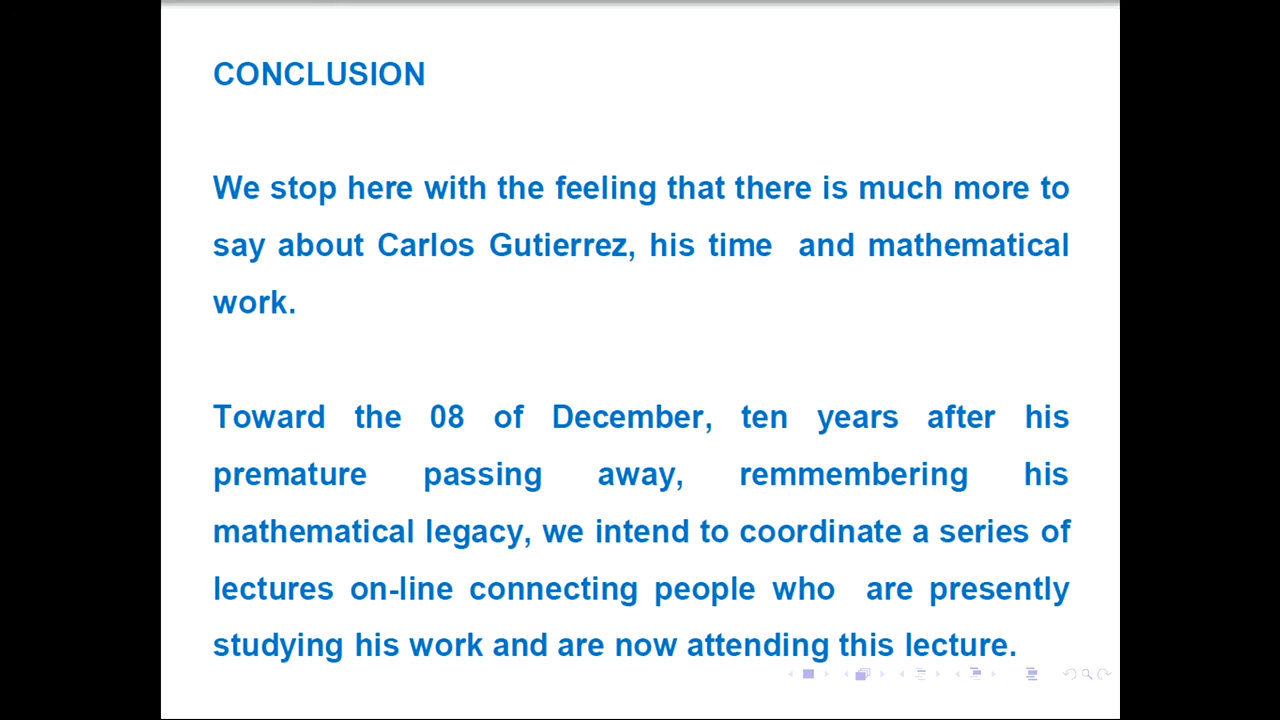 CONCLUSION
We stop here with the feeling that there is much more to
say about Carlos Gutierrez, his time and mathematical
work.
Toward the 08 of December, ten years after his
premature passing away, remmembering his
mathematical legacy, we intend to coordinate a series of
lectures on-line connecting people who are presently
studying his work and are now attending this lecture.